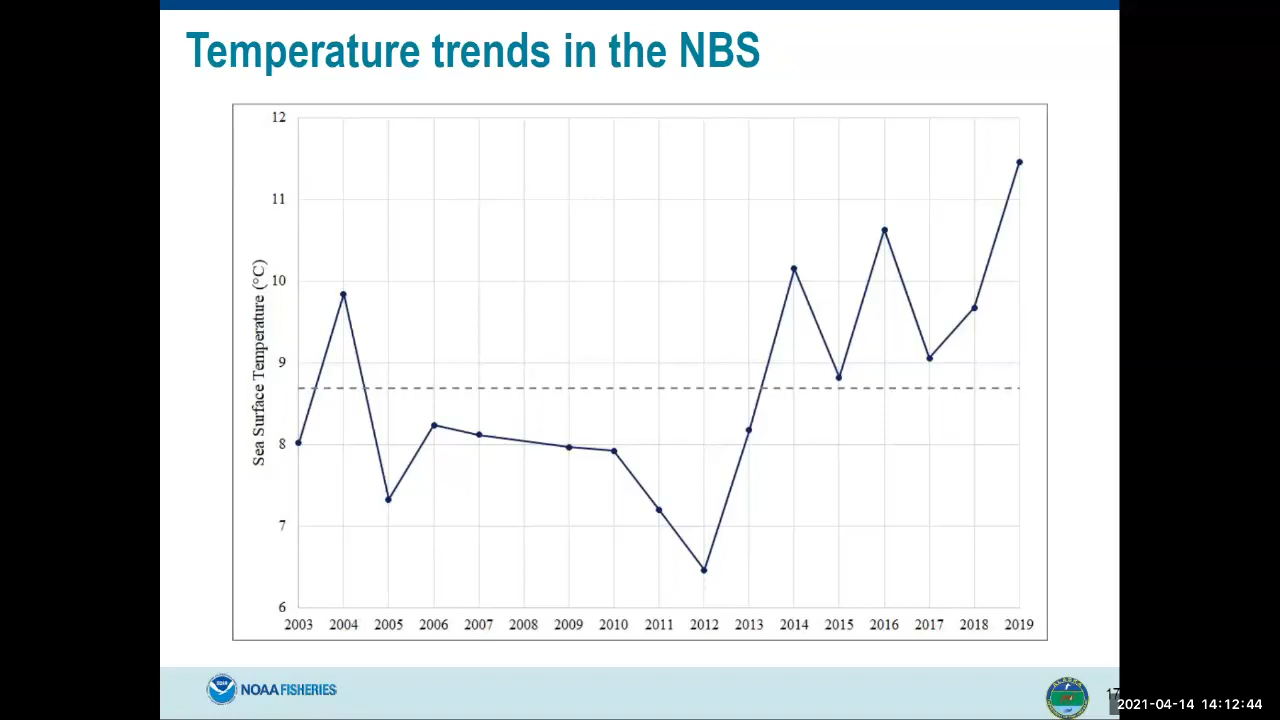 Temperature trends in the NBS
12
11
10
9
8
7
6
Sea Surface Temperature (°C)
2003 2004 2005 2006 2007 2008 2009 2010 2011 2012 2013 2014 2015 2016 2017 2018 2019
NOAA FISHERIES
17
2021-04-14 14:12:44